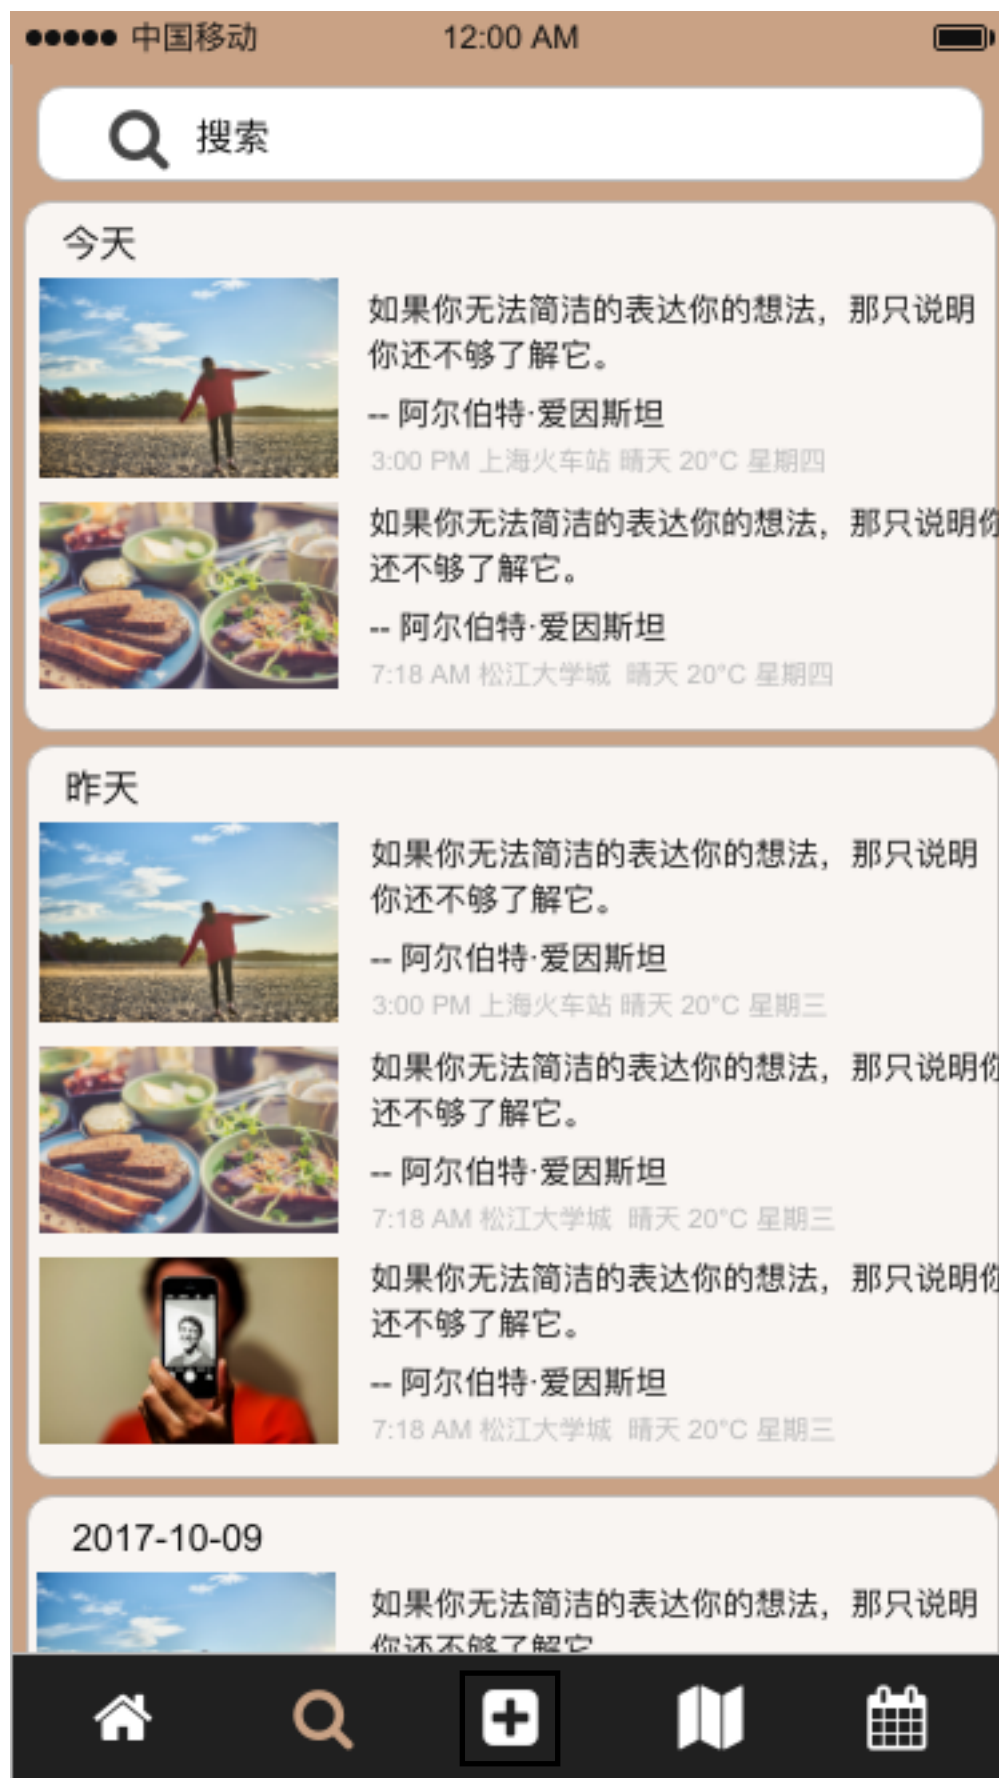 中国移动 12:00 AM
搜索
今天
如果你无法简洁的表达你的想法，那只说明
你还不够了解它。
-- 阿尔伯特·爱因斯坦
3:00 PM 上海火车站 晴天 20°C 星期四
如果你无法简洁的表达你的想法，那只说明你
还不够了解它。
-- 阿尔伯特·爱因斯坦
7:18 AM 松江大学城 晴天 20°C 星期四
昨天
如果你无法简洁的表达你的想法，那只说明
你还不够了解它。
-- 阿尔伯特·爱因斯坦
3:00 PM 上海火车站 晴天 20°C 星期三
如果你无法简洁的表达你的想法，那只说明你
还不够了解它。
-- 阿尔伯特·爱因斯坦
7:18 AM 松江大学城 晴天 20°C 星期三
如果你无法简洁的表达你的想法，那只说明你
还不够了解它。
-- 阿尔伯特·爱因斯坦
7:18 AM 松江大学城 晴天 20°C 星期三
2017-10-09
如果你无法简洁的表达你的想法，那只说明
你还不够了解它